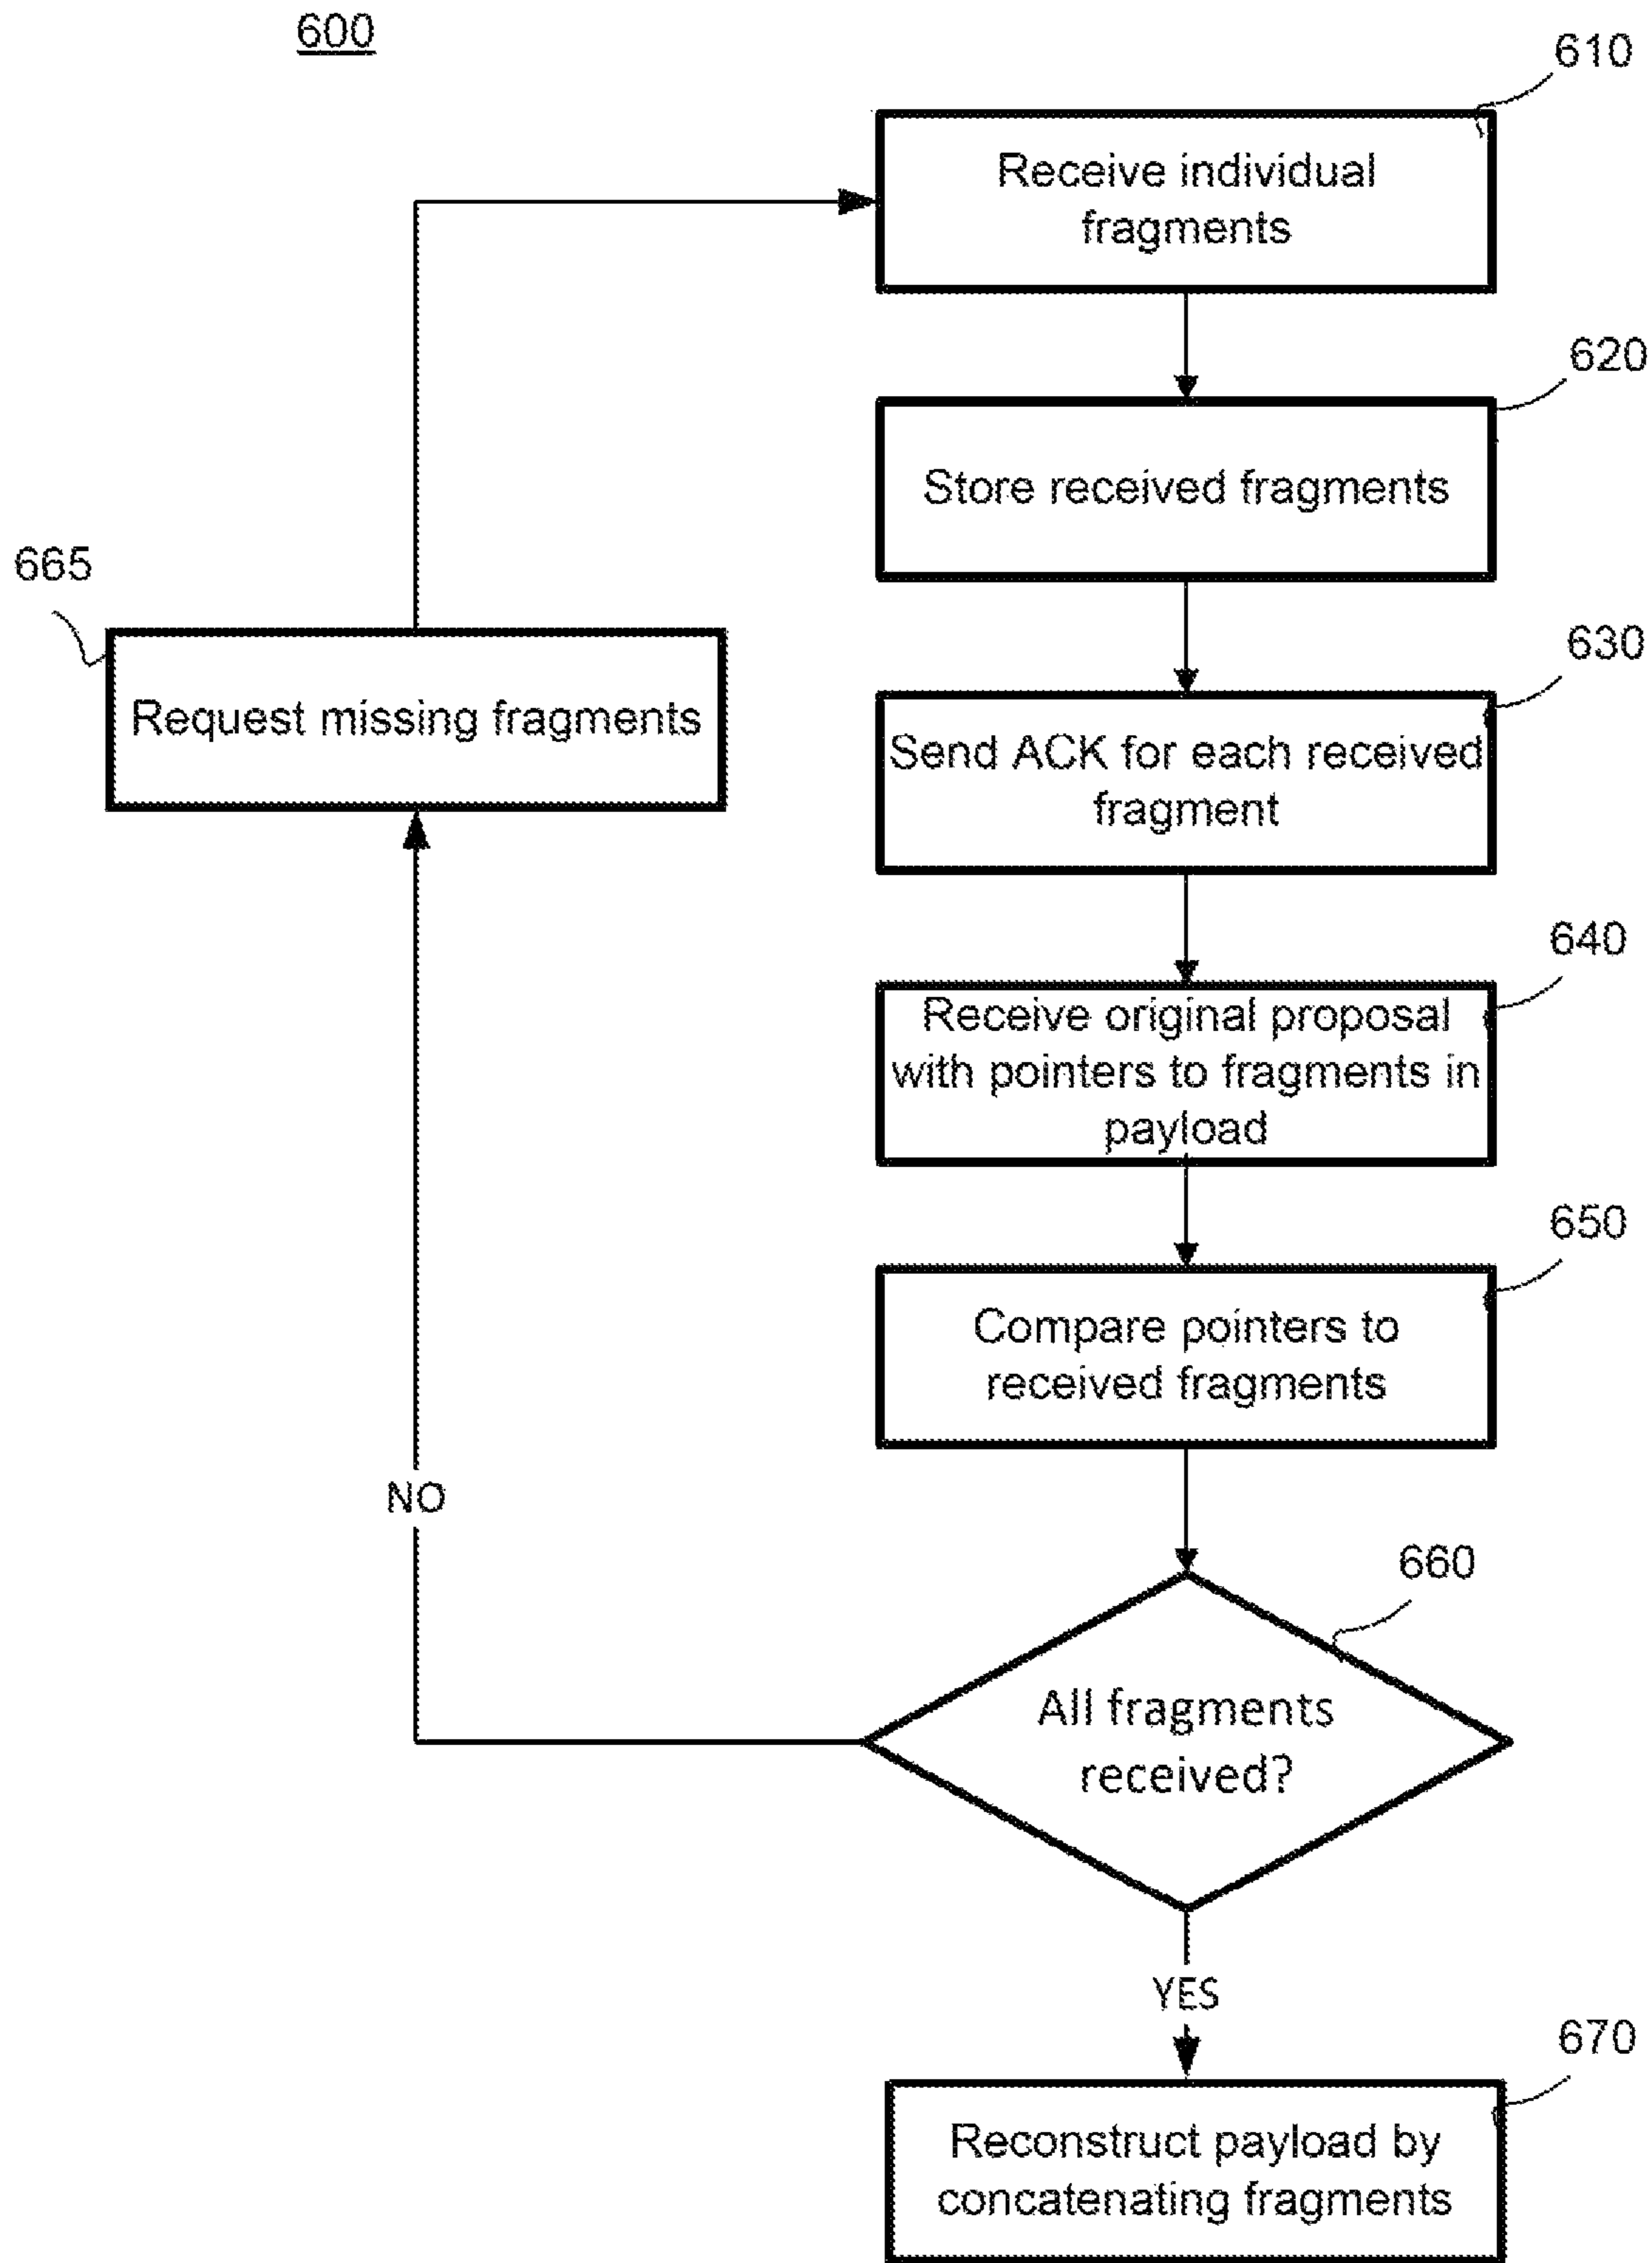 600
610
Receive individual
fragments
620
Store received fragments
665
Request missing fragments
630
Send ACK for each received
fragment
640
Receive original proposal
with pointers to fragments in
payload
650
Compare pointers to
received fragments
NO
660
All fragments
received?
YES
670
Reconstruct payload by
concatenating fragments